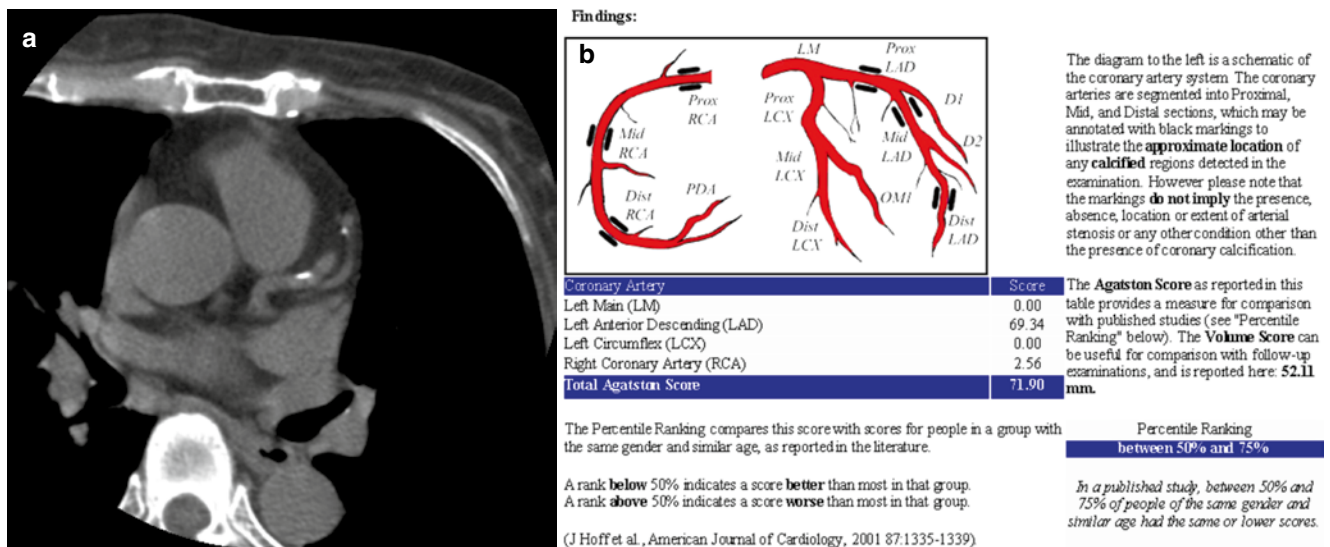 a
Findings:
b
LM
Prox
LAD
Prox
RCA
Prox
LCX
D1
Mid
RCA
Mid
LAD
D2
Mid
LCX
Dist
RCA
PDA
OM1
Dist
LCX
Dist
LAD
The diagram to the left is a schematic of
the coronary artery system. The coronary
arteries are segmented into Proximal,
Mid, and Distal sections, which may be
annotated with black markings to
illustrate the approximate location of
any calcified regions detected in the
examination. However please note that
the markings do not imply the presence,
absence, location or extent of arterial
stenosis or any other condition other than
the presence of coronary calcification.
Coronary Artery Score
Left Main (LM) 0.00
Left Anterior Descending (LAD) 69.34
Left Circumflex (LCX) 0.00
Right Coronary Artery (RCA) 2.56
Total Agatston Score 71.90
The Agatston Score as reported in this
table provides a measure for comparison
with published studies (see "Percentile
Ranking" below). The Volume Score can
be useful for comparison with follow-up
examinations, and is reported here: 52.11
mm.
The Percentile Ranking compares this score with scores for people in a group with
the same gender and similar age, as reported in the literature.
A rank below 50% indicates a score better than most in that group.
A rank above 50% indicates a score worse than most in that group.
(J Hoff et al., American Journal of Cardiology, 2001 87:1335-1339)
Percentile Ranking
between 50% and 75%
In a published study, between 50% and
75% of people of the same gender and
similar age had the same or lower scores.